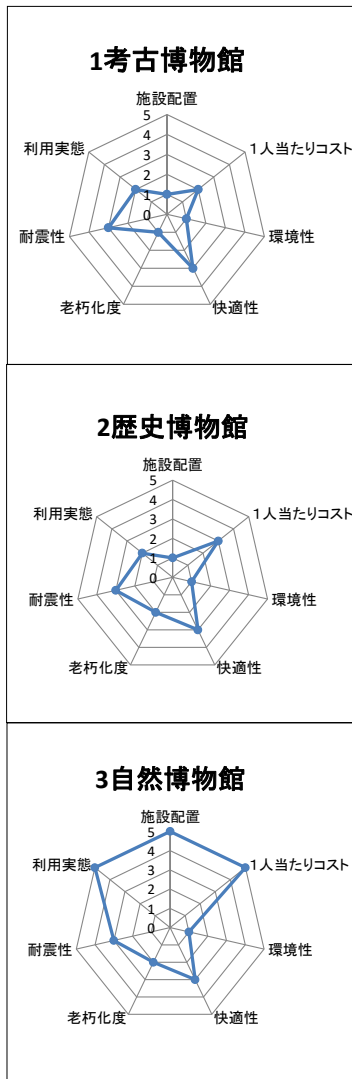 1考古博物館
施設配置
5
4
3
2
1
0
1人当たりコスト
環境性
快適性
老朽化度
耐震性
利用実態
2歴史博物館
施設配置
5
4
3
2
1
0
1人当たりコスト
環境性
快適性
老朽化度
耐震性
利用実態
3自然博物館
施設配置
5
4
3
2
1
0
1人当たりコスト
環境性
快適性
老朽化度
耐震性
利用実態